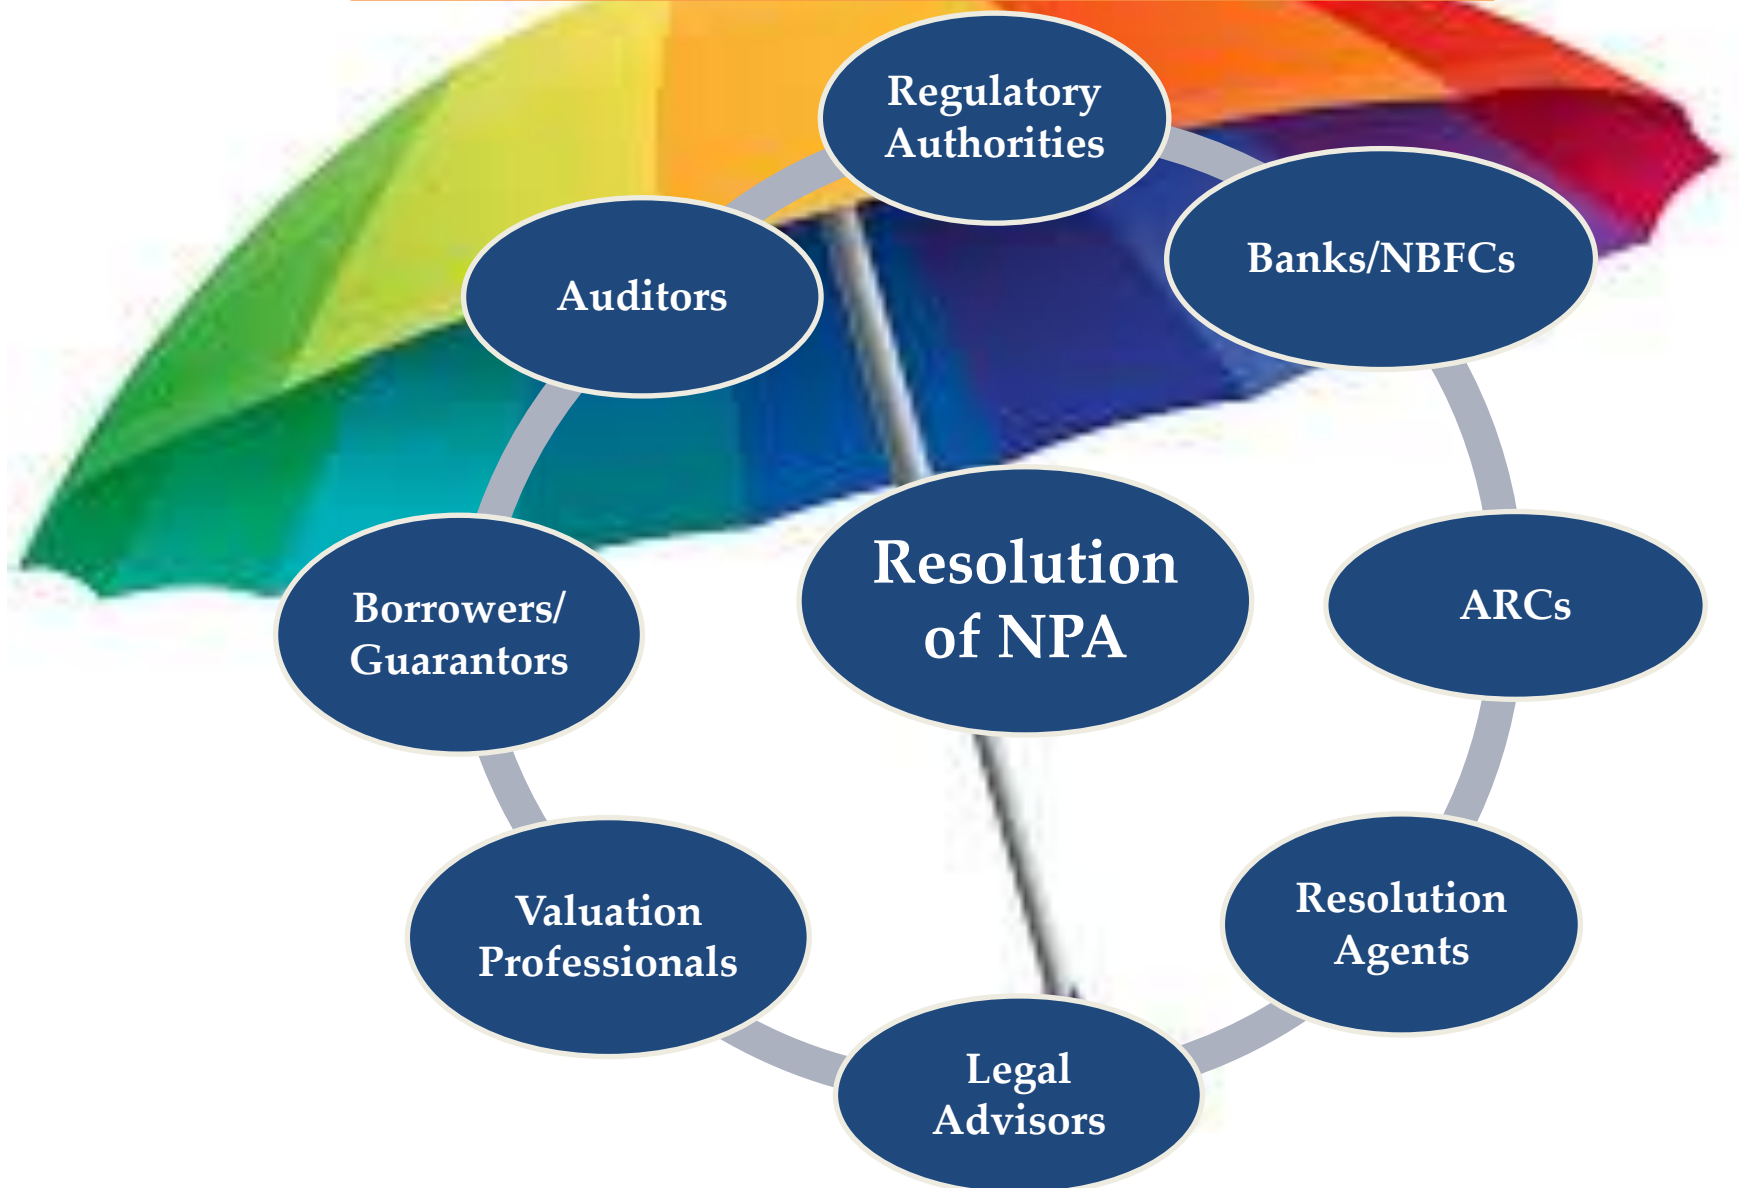 Regulatory
Authorities
Banks/NBFCs
Auditors
Resolution
of NPA
ARCs
Borrowers/
Guarantors
Resolution
Agents
Valuation
Professionals
Legal
Advisors